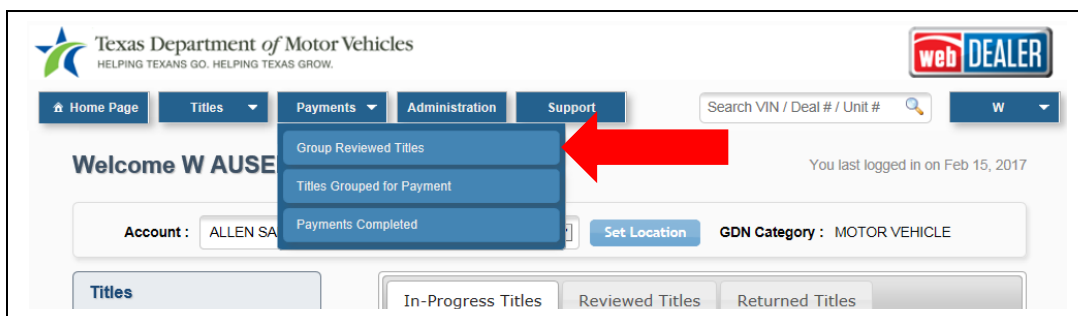 Texas Department of Motor Vehicles
HELPING TEXANS GO. HELPING TEXAS GROW.
web DEALER
Home Page Titles Payments Administration Support Search VIN / Deal # / Unit # W
Group Reviewed Titles
Welcome W AUSE You last logged in on Feb 15, 2017
Titles Grouped for Payment
Payments Completed
Account : ALLEN SA Set Location GDN Category : MOTOR VEHICLE
Titles In-Progress Titles Reviewed Titles Returned Titles